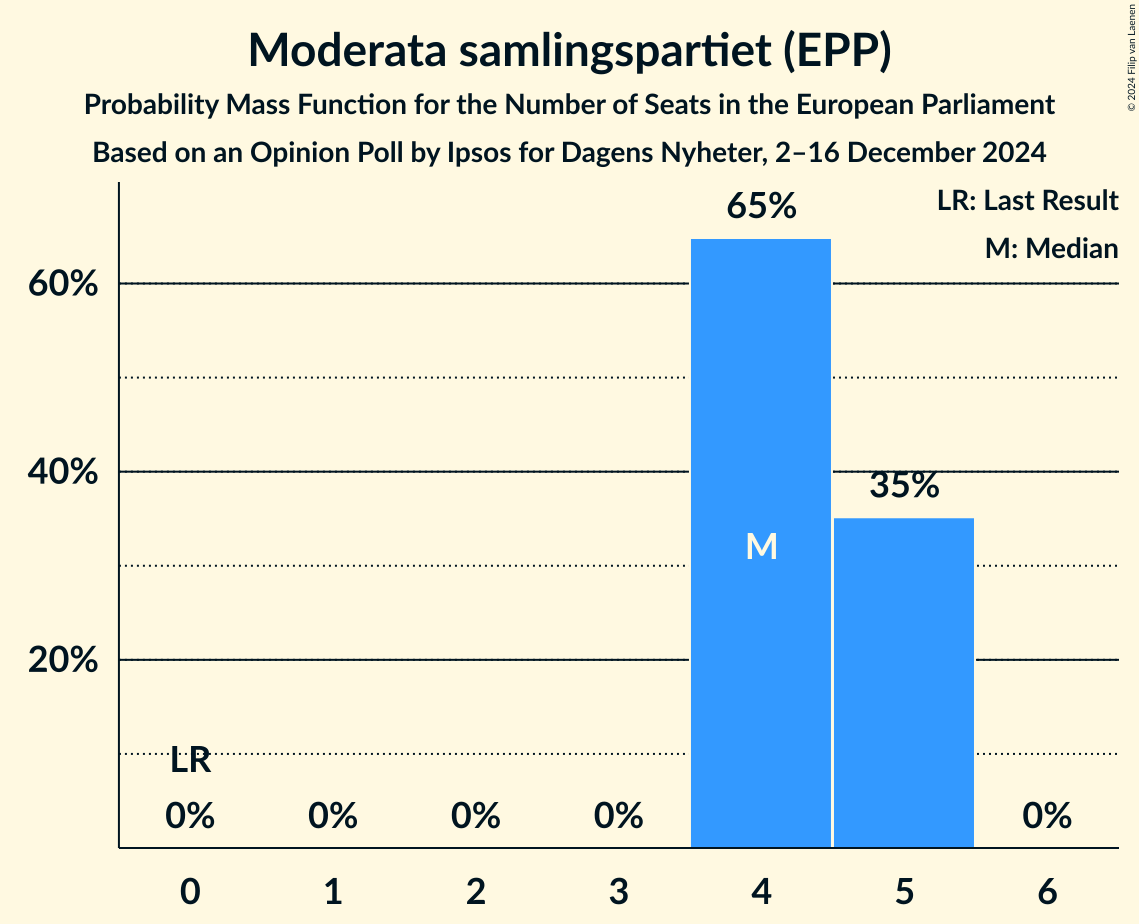 Moderata samlingspartiet (EPP)
Probability Mass Function for the Number of Seats in the European Parliament
Based on an Opinion Poll by Ipsos for Dagens Nyheter, 2–16 December 2024
© 2024 Filip van Laenen
LR: Last Result
M: Median
60%
40%
20%
65%
35%
M
LR
0%
0%
0%
0%
0%
0
1
2
3
4
5
6